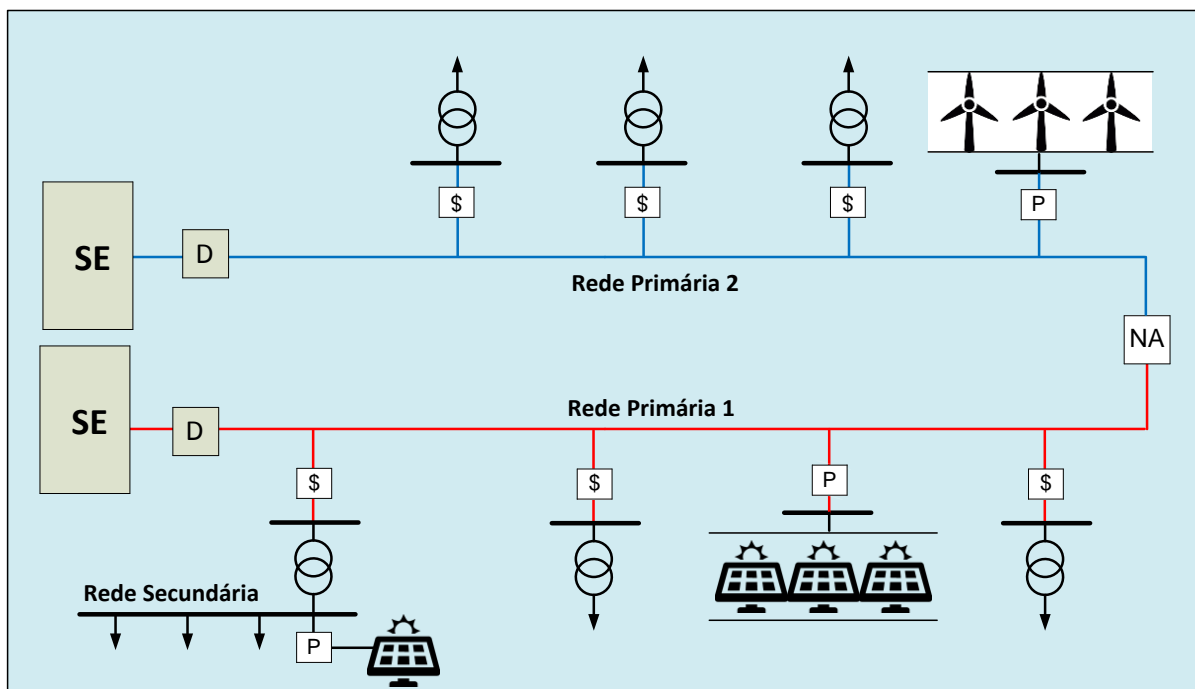 $
$
$
P
SE
D
Rede Primária 2
NA
SE
D
Rede Primária 1
$
$
P
$
Rede Secundária
P